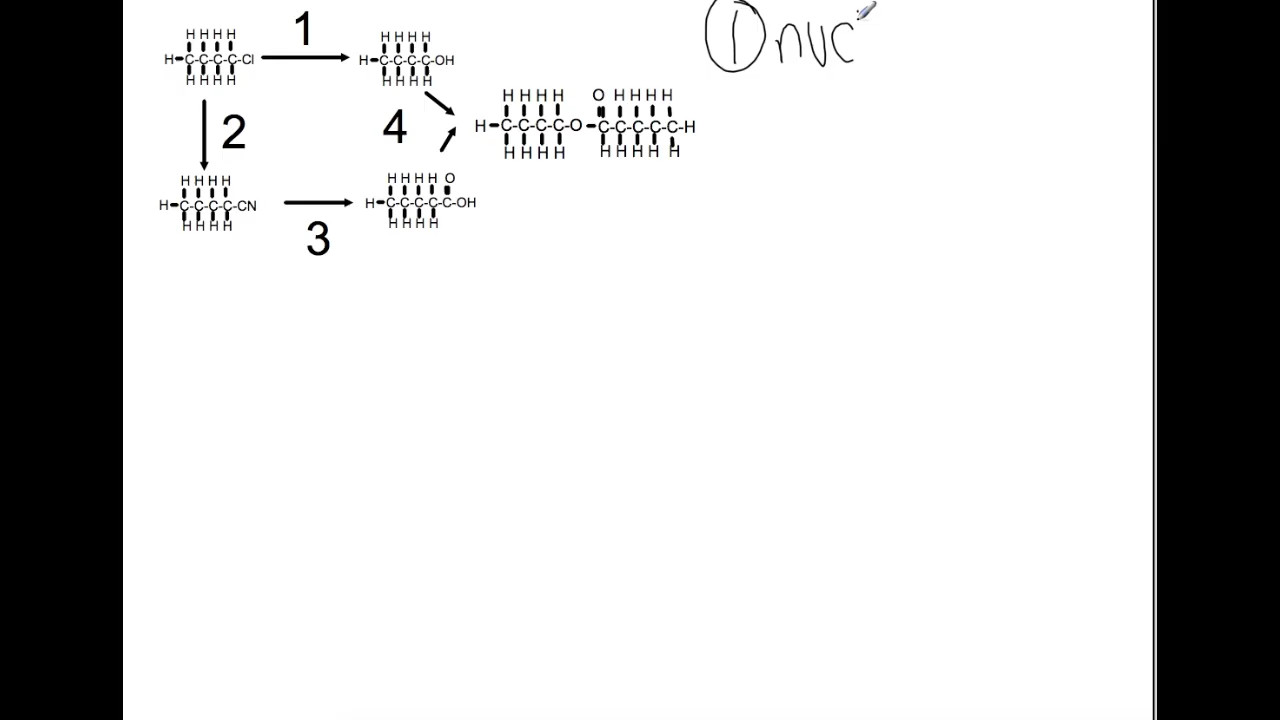 H H H H
H-C-C-C-C-Cl
H H H H
1
H H H H
H-C-C-C-C-OH
H H H H
2
4
H H H H
H-C-C-C-C-O-C-C-C-C-C-H
H H H H
O H H H H
H H H H H
H H H H
H-C-C-C-C-CN
H H H H
3
H H H H O
H-C-C-C-C-C-OH
H H H H
① nuc